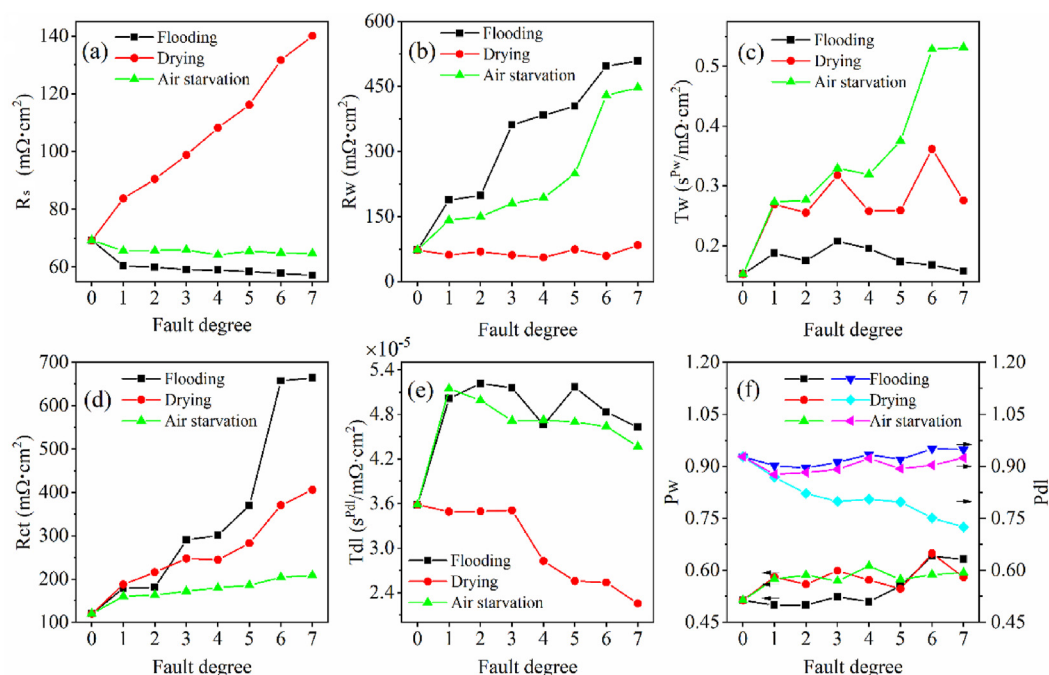 (a)
Flooding
Drying
Air starvation
Rₛ (mΩ·cm²)
140
120
100
80
60
0 1 2 3 4 5 6 7
Fault degree
(b)
Flooding
Drying
Air starvation
Rw (mΩ·cm²)
600
450
300
150
0
0 1 2 3 4 5 6 7
Fault degree
(c)
Flooding
Drying
Air starvation
Tw (s^Pw/mΩ·cm²)
0.5
0.4
0.3
0.2
0 1 2 3 4 5 6 7
Fault degree
(d)
Flooding
Drying
Air starvation
Rct (mΩ·cm²)
700
600
500
400
300
200
100
0 1 2 3 4 5 6 7
Fault degree
×10⁻⁵
(e)
Flooding
Drying
Air starvation
Tdl (s^Pdl/mΩ·cm²)
5.4
4.8
4.2
3.6
3.0
2.4
0 1 2 3 4 5 6 7
Fault degree
(f)
Flooding
Drying
Air starvation
Pw
1.20
1.05
0.90
0.75
0.60
0.45
Pdl
1.20
1.05
0.90
0.75
0.60
0.45
0 1 2 3 4 5 6 7
Fault degree